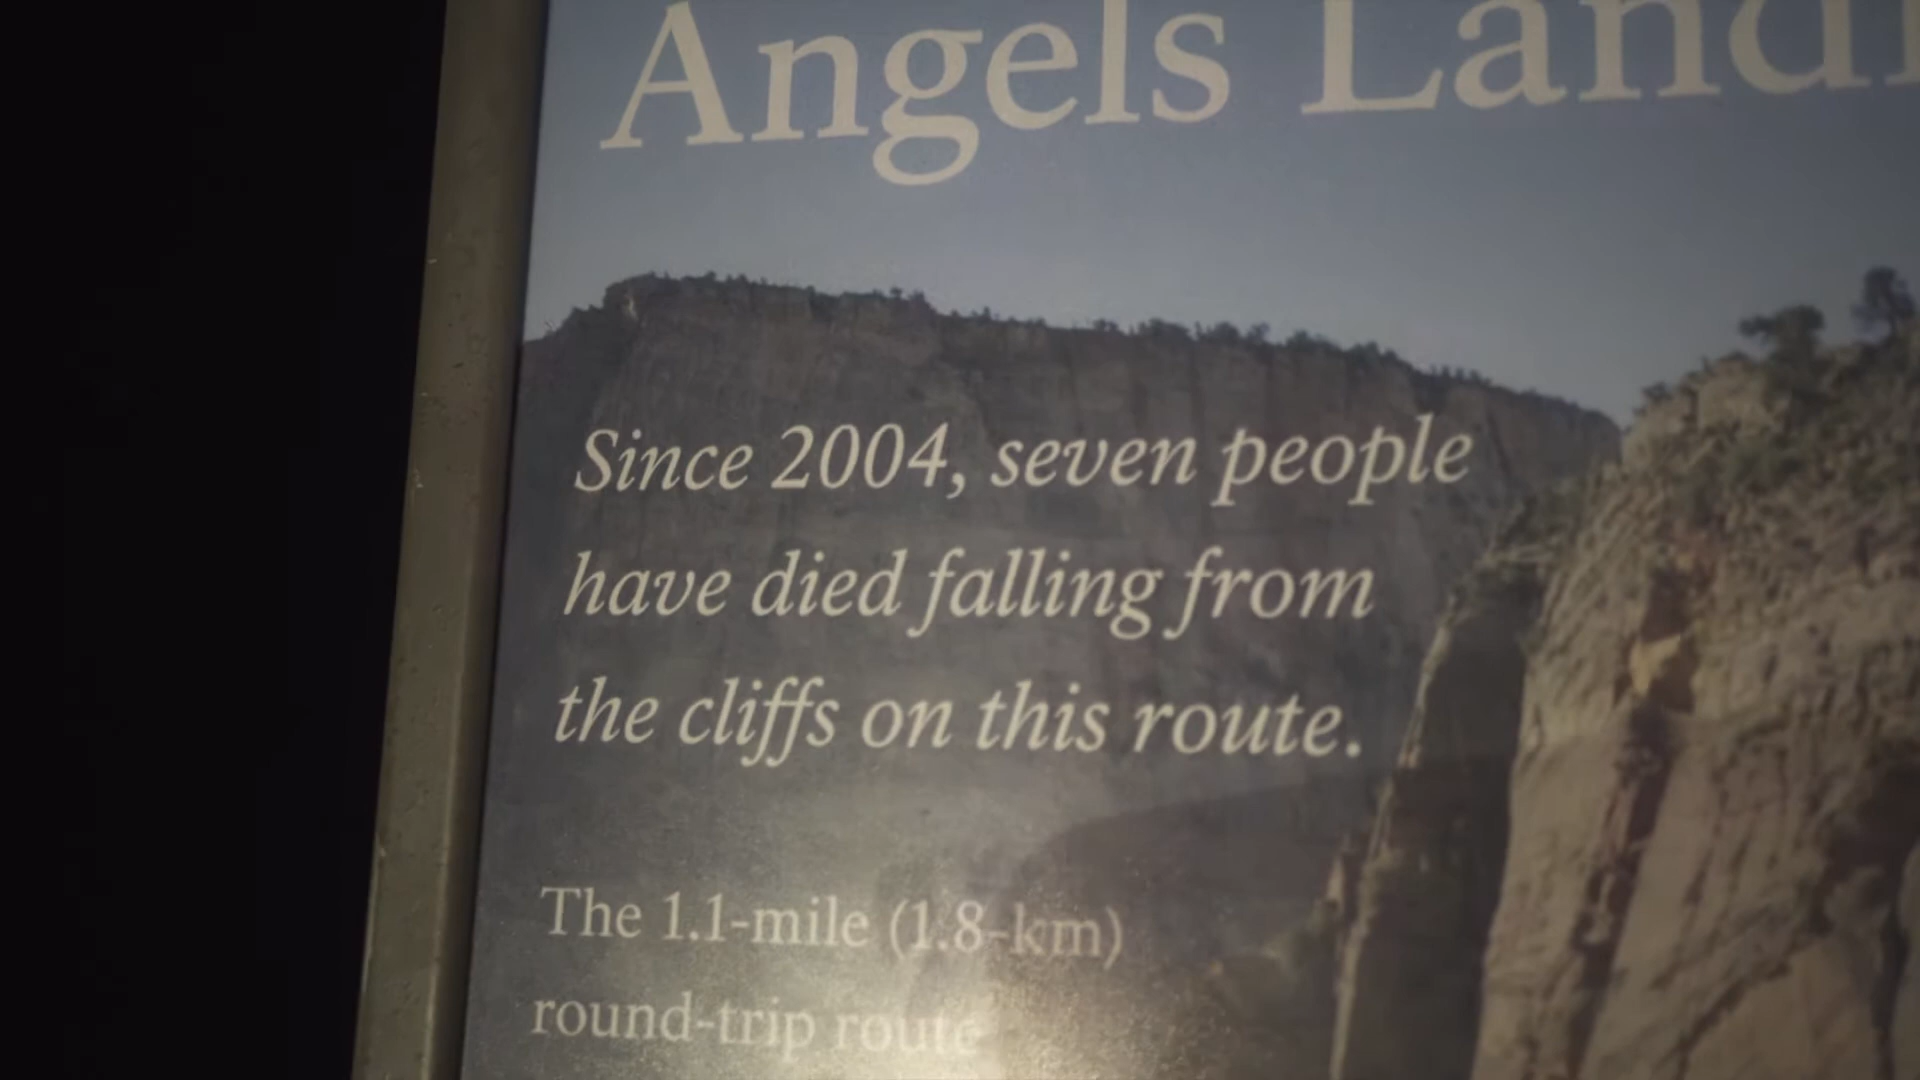 Angels Land
Since 2004, seven people
have died falling from
the cliffs on this route.
The 1.1-mile (1.8-km)
round-trip route